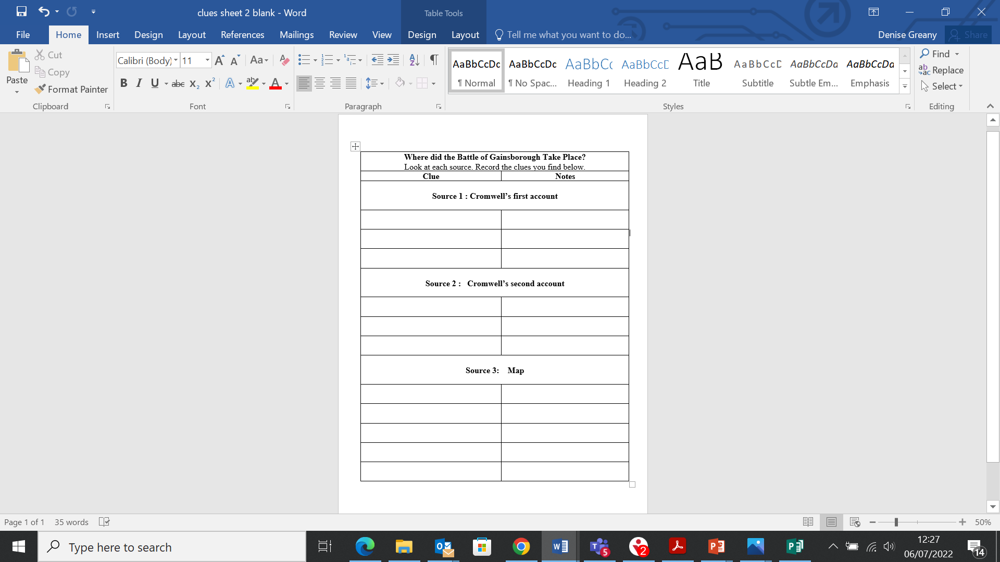 clues sheet 2 blank - Word
Table Tools
File
Home
Insert
Design
Layout
References
Mailings
Review
View
Design
Layout
Tell me what you want to do...
Denise Greany
Share
Paste
Cut
Copy
Format Painter
Clipboard
Calibri (Body)
11
Font
Paragraph
AaBbCcDc
¶ Normal
AaBbCcDc
¶ No Spac...
AaBbCc
Heading 1
AaBbCcD
Heading 2
AaB
Title
AaBbCcD
Subtitle
AaBbCcDa
Subtle Em...
AaBbCcDa
Emphasis
Styles
Find
Replace
Select
Editing
Where did the Battle of Gainsborough Take Place?
Look at each source. Record the clues you find below.
Clue
Notes
Source 1 : Cromwell’s first account
Source 2 : Cromwell’s second account
Source 3: Map
Page 1 of 1
35 words
50%
Type here to search
5
2
12:27
06/07/2022
14